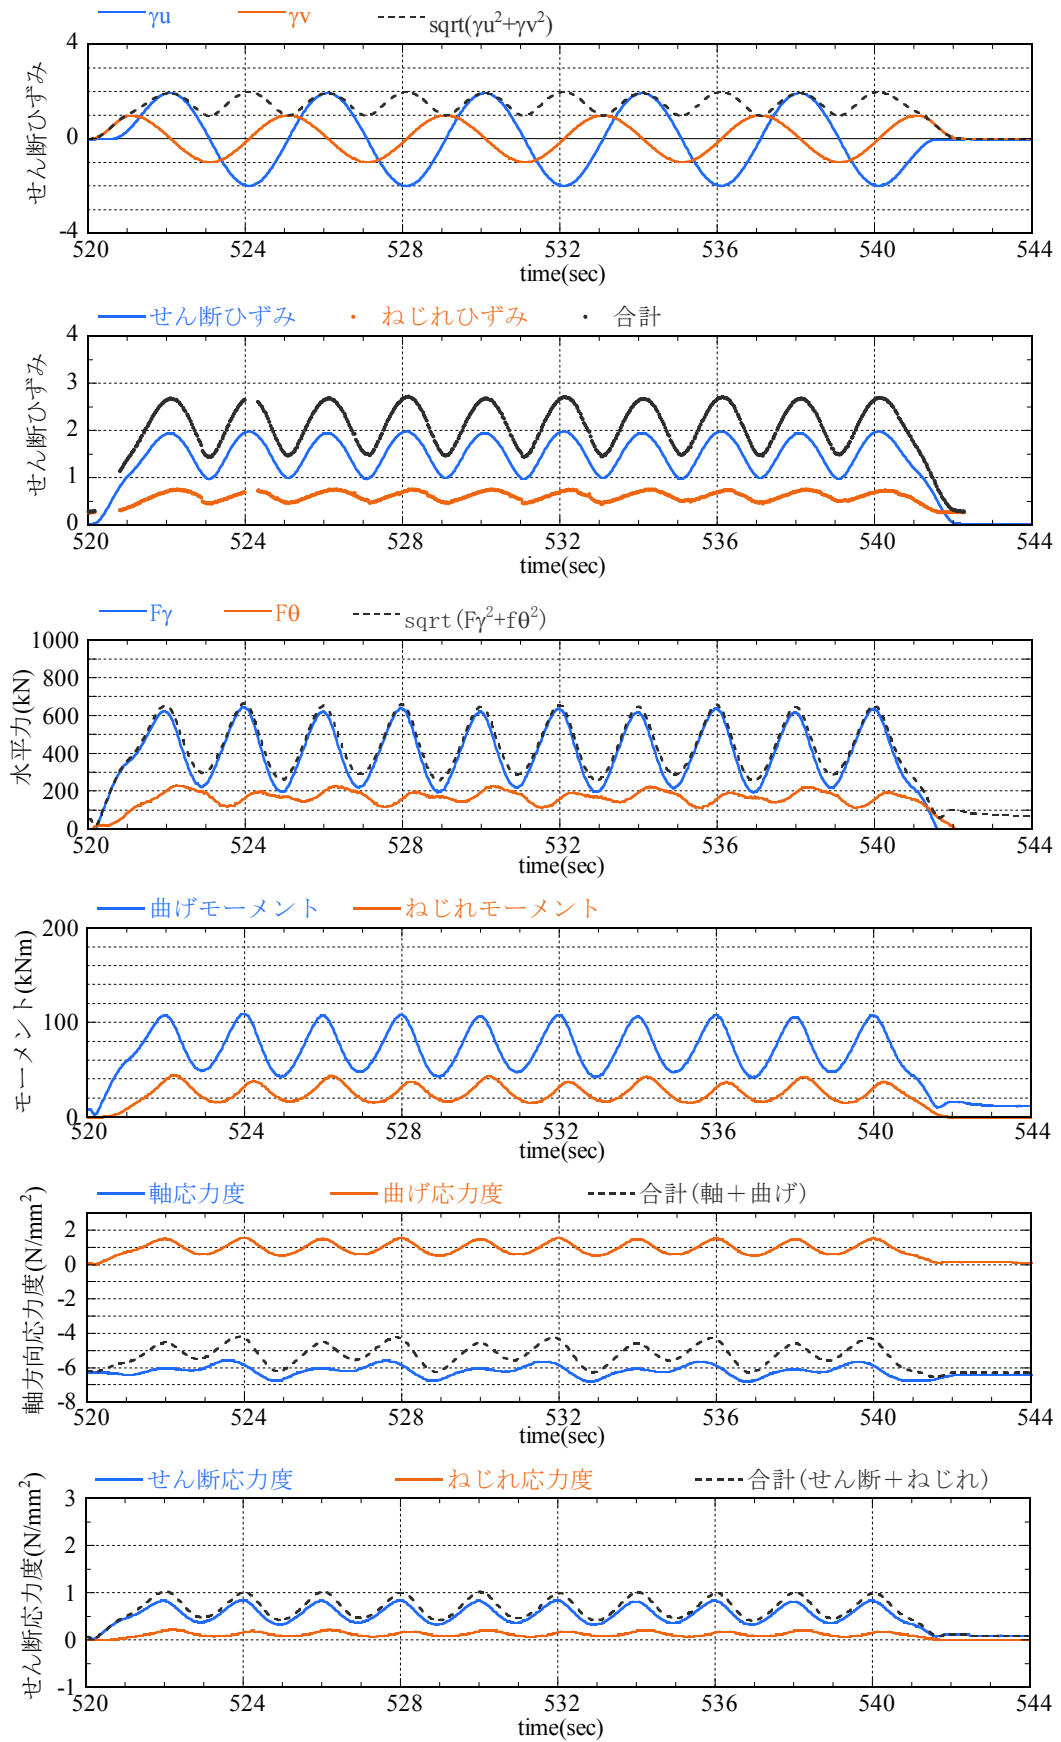 γu γv sqrt(γu²+γv²)
せん断ひずみ
4
0
-4
520 524 528 532 536 540 544
time(sec)
せん断ひずみ ねじれひずみ 合計
せん断ひずみ
4
3
2
1
0
520 524 528 532 536 540 544
time(sec)
Fγ Fθ sqrt(Fγ²+fθ²)
水平力(kN)
1000
800
600
400
200
0
520 524 528 532 536 540 544
time(sec)
曲げモーメント ねじれモーメント
モーメント(kNm)
200
100
0
520 524 528 532 536 540 544
time(sec)
軸応力度 曲げ応力度 合計(軸＋曲げ)
軸方向応力度(N/mm²)
2
0
-2
-4
-6
-8
520 524 528 532 536 540 544
time(sec)
せん断応力度 ねじれ応力度 合計(せん断＋ねじれ)
せん断応力度(N/mm²)
3
2
1
0
-1
520 524 528 532 536 540 544
time(sec)